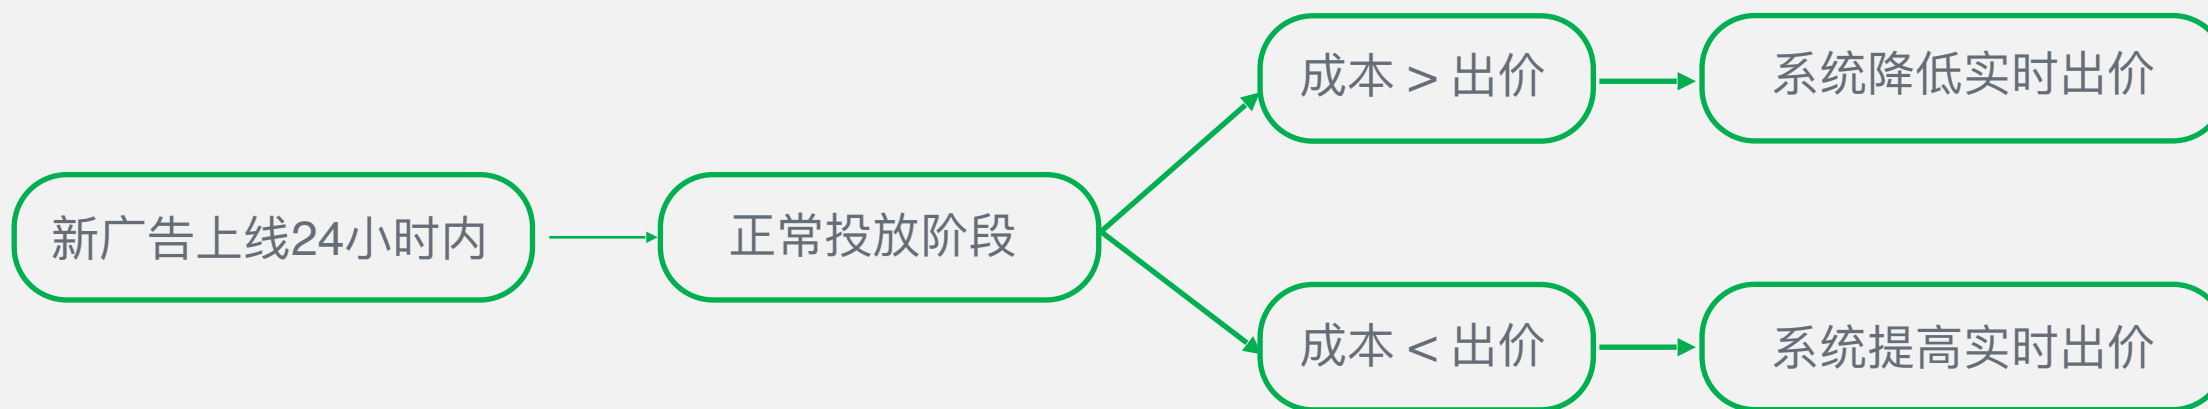 新广告上线24小时内
正常投放阶段
成本 > 出价
系统降低实时出价
成本 < 出价
系统提高实时出价